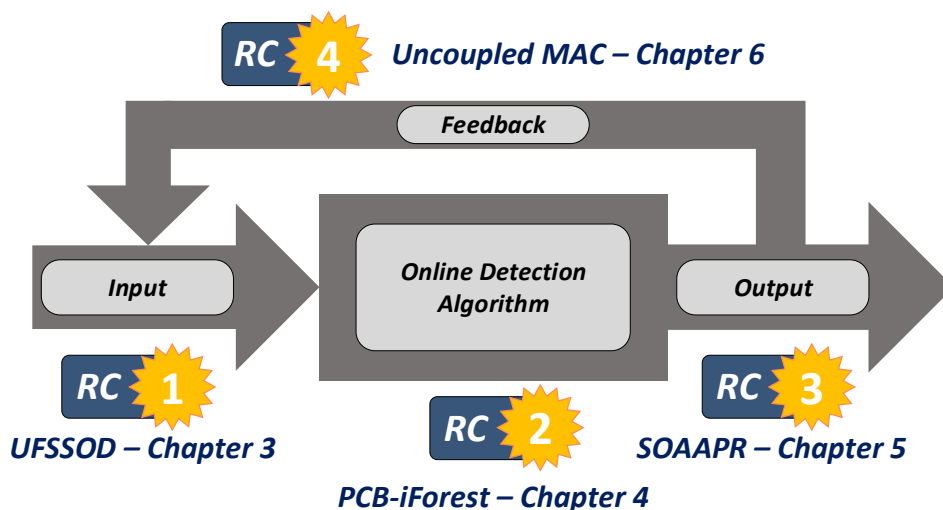 RC 4 Uncoupled MAC – Chapter 6
Feedback
Input
Online Detection
Algorithm
Output
RC 1
UFSSOD – Chapter 3
RC 2
PCB-iForest – Chapter 4
RC 3
SOAAPR – Chapter 5